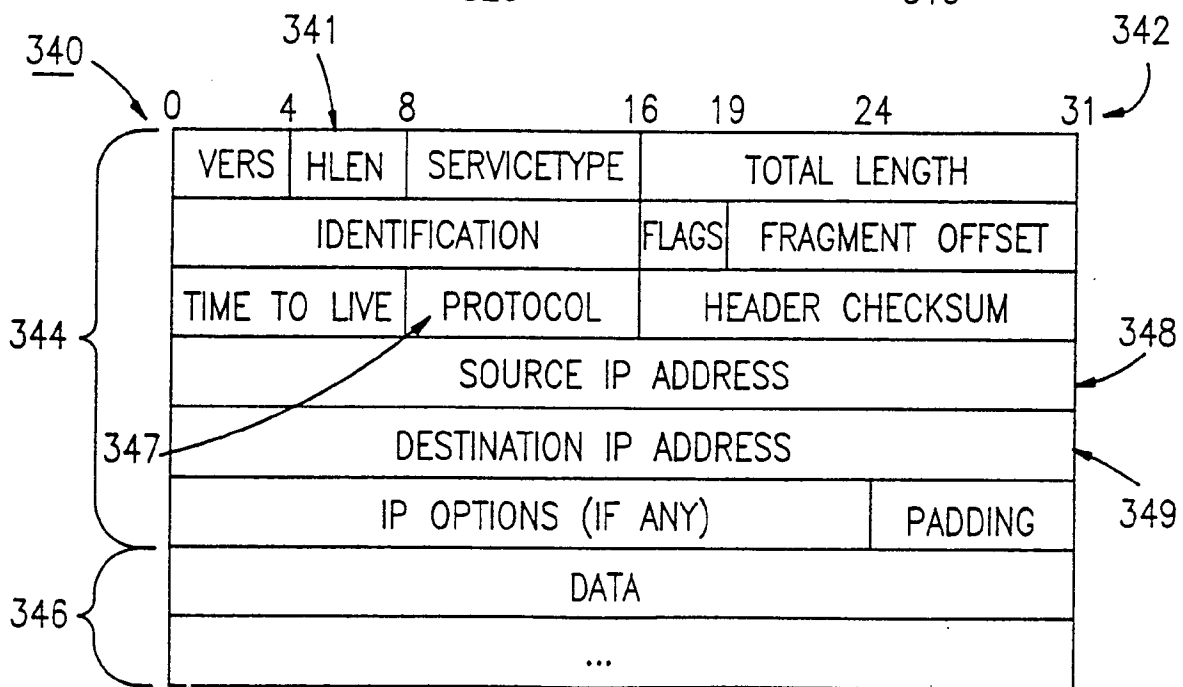 341
342
340
0 4 8 16 19 24 31
VERS HLEN SERVICETYPE TOTAL LENGTH
IDENTIFICATION FLAGS FRAGMENT OFFSET
TIME TO LIVE PROTOCOL HEADER CHECKSUM
344
348
SOURCE IP ADDRESS
347
DESTINATION IP ADDRESS
349
IP OPTIONS (IF ANY) PADDING
346
DATA
...